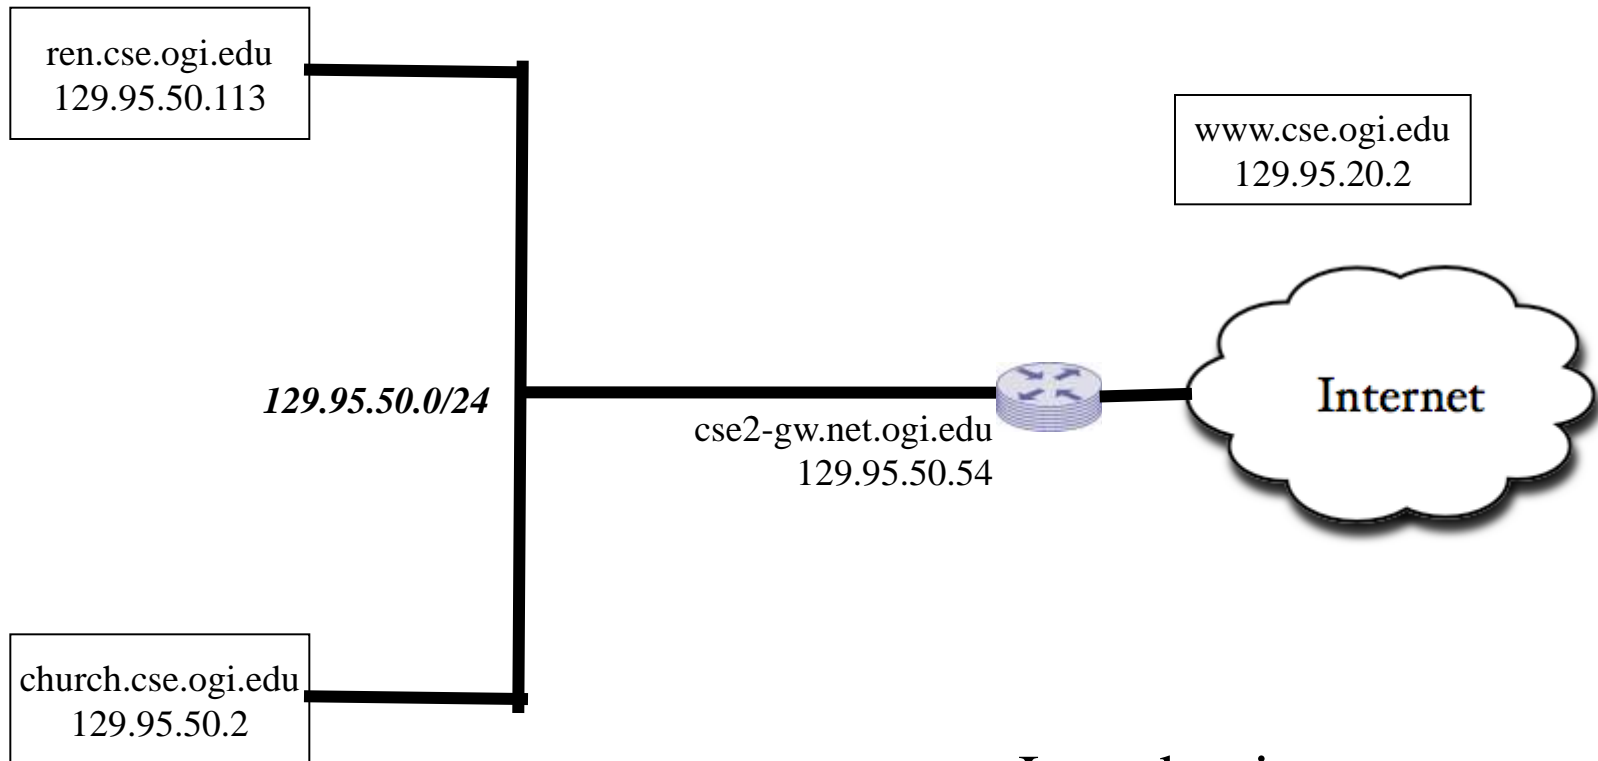 ren.cse.ogi.edu
129.95.50.113
www.cse.ogi.edu
129.95.20.2
129.95.50.0/24
Internet
cse2-gw.net.ogi.edu
129.95.50.54
church.cse.ogi.edu
129.95.50.2